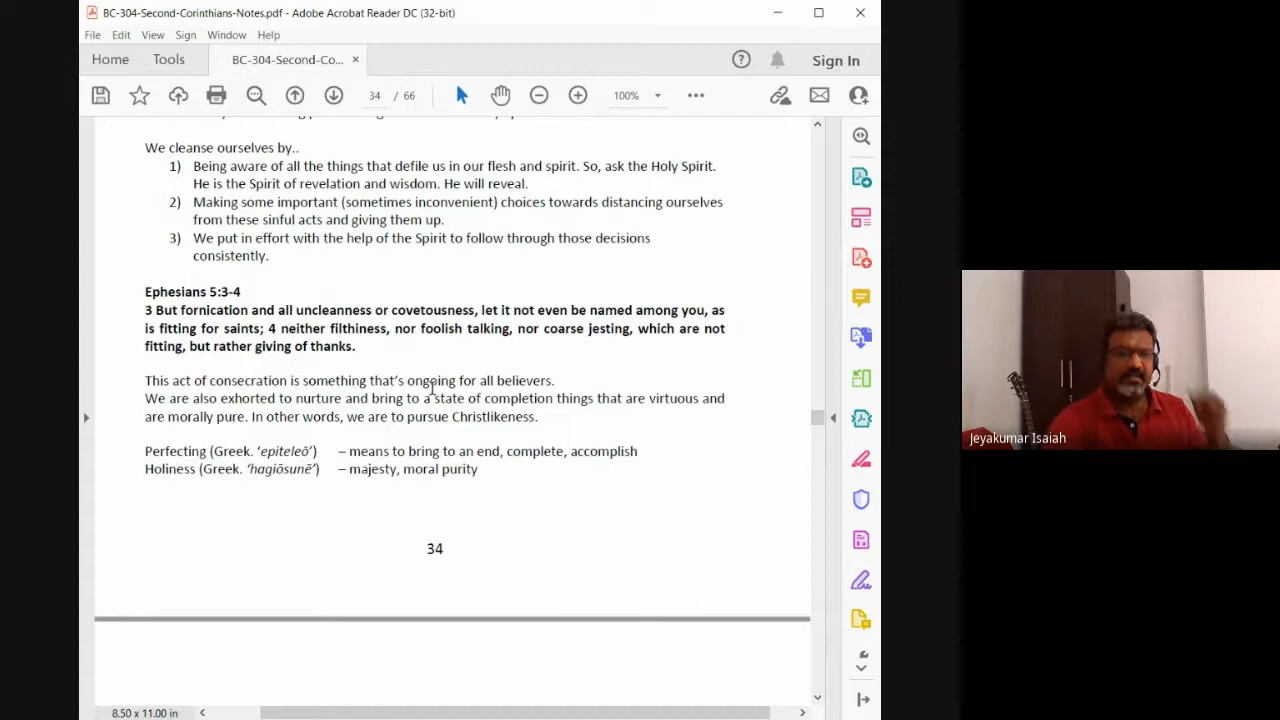 BC-304-Second-Corinthians-Notes.pdf - Adobe Acrobat Reader DC (32-bit)
File Edit View Sign Window Help
Home Tools BC-304-Second-Co... × Sign In
34 / 66 100%
We cleanse ourselves by..
1) Being aware of all the things that defile us in our flesh and spirit. So, ask the Holy Spirit.
He is the Spirit of revelation and wisdom. He will reveal.
2) Making some important (sometimes inconvenient) choices towards distancing ourselves
from these sinful acts and giving them up.
3) We put in effort with the help of the Spirit to follow through those decisions
consistently.
Ephesians 5:3-4
3 But fornication and all uncleanness or covetousness, let it not even be named among you, as
is fitting for saints; 4 neither filthiness, nor foolish talking, nor coarse jesting, which are not
fitting, but rather giving of thanks.
This act of consecration is something that's ongoing for all believers.
We are also exhorted to nurture and bring to a state of completion things that are virtuous and
are morally pure. In other words, we are to pursue Christlikeness.
Perfecting (Greek. 'epiteleō') – means to bring to an end, complete, accomplish
Holiness (Greek. 'hagiōsunē') – majesty, moral purity
34
8.50 x 11.00 in
Jeyakumar Isaiah